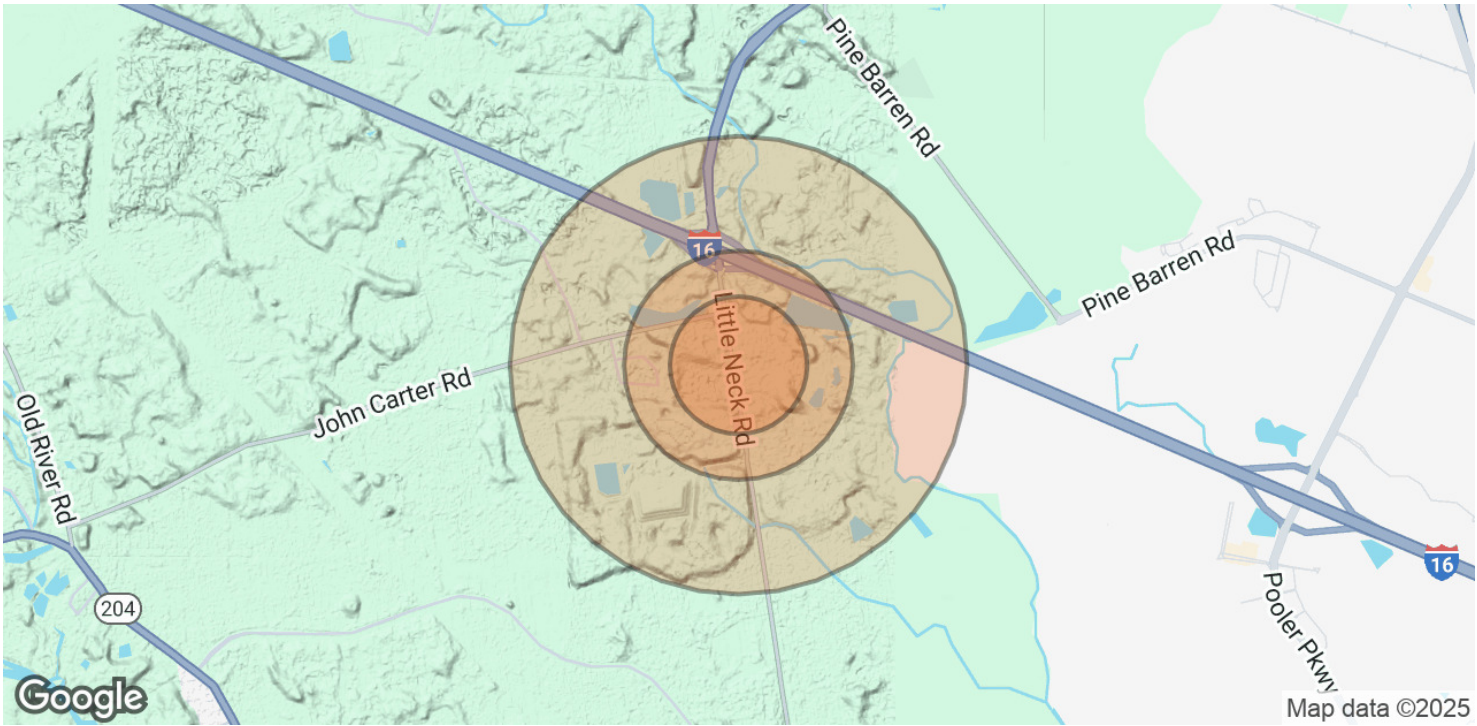 Pine Barren Rd
16
Pine Barren Rd
Little Neck Rd
John Carter Rd
Old River Rd
16
204
Pooler Pkwy
Google
Map data ©2025